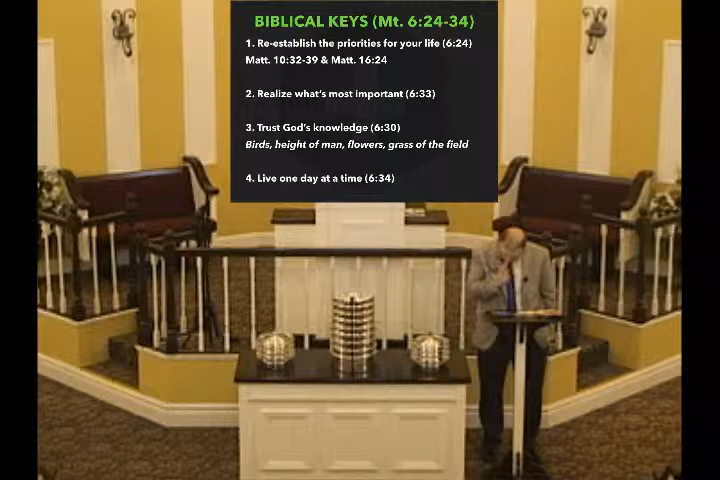 BIBLICAL KEYS (Mt. 6:24-34)
1. Re-establish the priorities for your life (6:24)
Matt. 10:32-39 & Matt. 16:24
2. Realize what's most important (6:33)
3. Trust God's knowledge (6:30)
Birds, height of man, flowers, grass of the field
4. Live one day at a time (6:34)